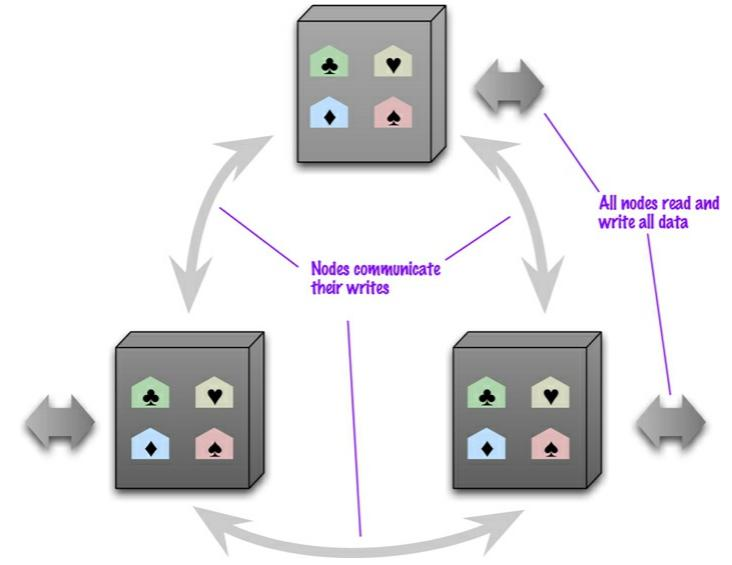 All nodes read and
write all data
Nodes communicate
their writes